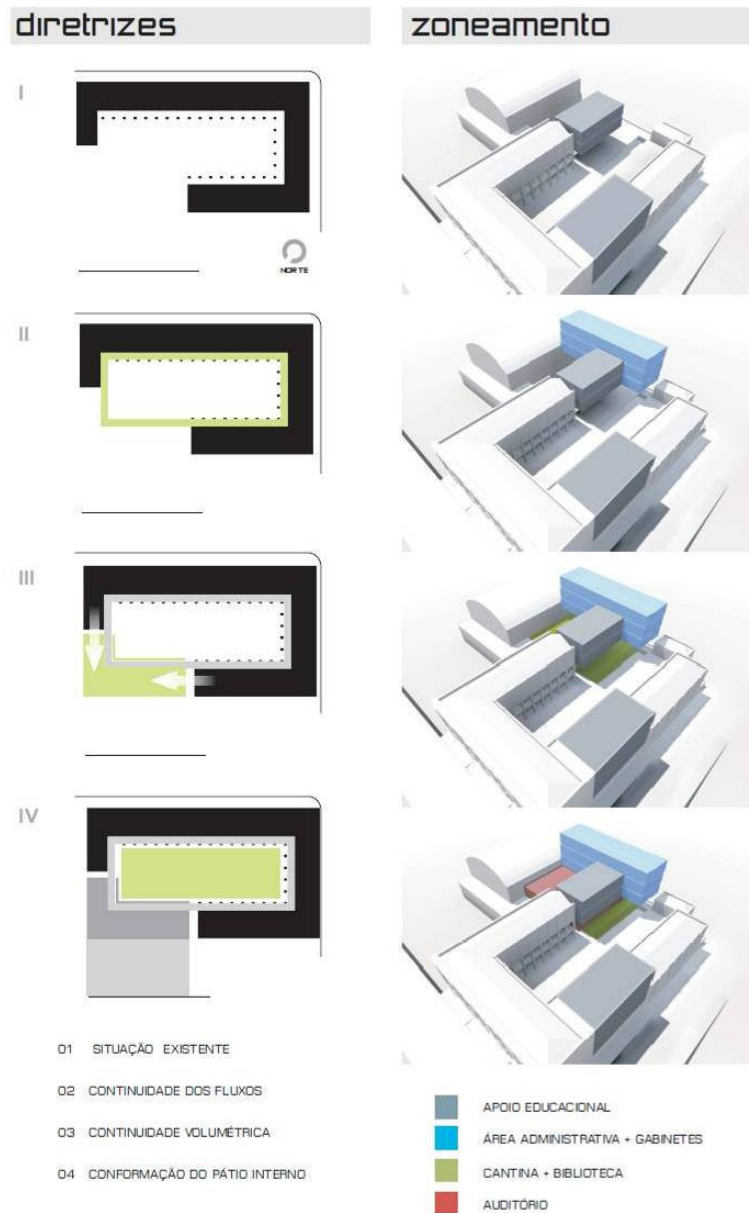 diretrizes
I
NORTE
II
III
IV
01 SITUAÇÃO EXISTENTE
02 CONTINUIDADE DOS FLUXOS
03 CONTINUIDADE VOLUMÉTRICA
04 CONFORMAÇÃO DO PÁTIO INTERNO
zoneamento
APOIO EDUCACIONAL
ÁREA ADMINISTRATIVA + GABINETES
CANTINA + BIBLIOTECA
AUDITÓRIO